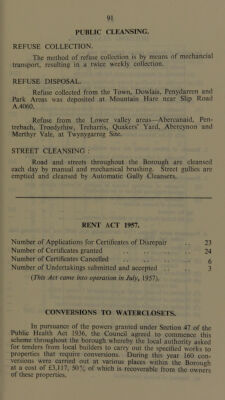 91
PUBLIC CLEANSING.
REFUSE COLLECTION.
The method of refuse collection is by means of mechancial
transport, resulting in a twice weekly collection.
REFUSE DISPOSAL.
Refuse collected from the Town, Dowlais, Penydarren and
Park Areas was deposited at Mountain Hare near Slip Road
A.4060.
Refuse from the Lower valley areas—Abercanaid, Pen-
trebach, Troedyrhiw, Treharris, Quakers' Yard, Abercynon and
Merthyr Vale, at Twynygarreg Site.
STREET CLEANSING :
Road and streets throughout the Borough are cleansed
each day by manual and mechanical brushing. Street gullies are
emptied and cleansed by Automatic Gully Cleansers.
RENT ACT 1957.
Number of Applications for Certificates of Disrepair .. 23
Number of Certificates granted .. .. .. .. 24
Number of Certificates Cancelled .. .. .. .. 6
Number of Undertakings submitted and accepted .. .. 3
(This Act came into operation in July, 1957).
CONVERSIONS TO WATERCLOSETS.
In pursuance of the powers granted under Section 47 of the
Public Health Act 1936, the Council agreed to commence this
scheme throughout the borough whereby the local authority asked
for tenders from local builders to carry out the specified works to
properties that require conversions. During this year 160 con-
versions were carried out at various places within the Borough
at a cost of £3,117, 50% of which is recoverable from the owners
of these properties.